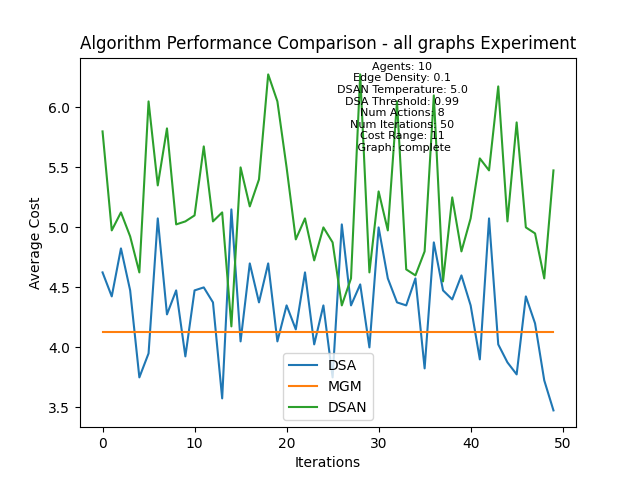 Algorithm Performance Comparison - all graphs Experiment
Agents: 10
Edge Density: 0.1
DSAN Temperature: 5.0
DSA Threshold: 0.99
Num Actions: 8
Num Iterations: 50
Cost Range: 11
Graph: complete
Average Cost
6.0
5.5
5.0
4.5
4.0
3.5
DSA
MGM
DSAN
0 10 20 30 40 50
Iterations